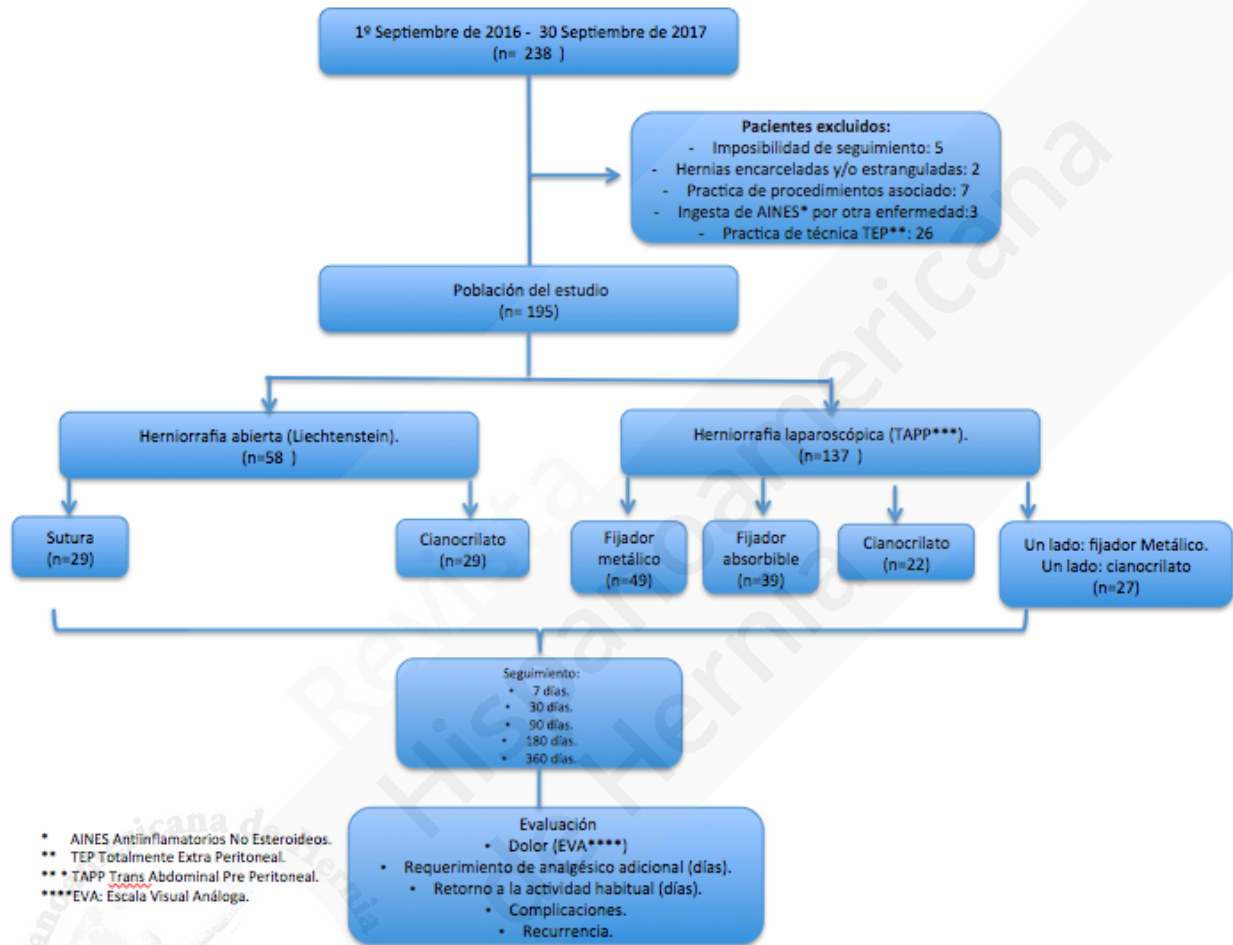 1º Septiembre de 2016 - 30 Septiembre de 2017
(n= 238 )
Pacientes excluidos:
- Imposibilidad de seguimiento: 5
- Hernias encarceladas y/o estranguladas: 2
- Practica de procedimientos asociado: 7
- Ingesta de AINES* por otra enfermedad:3
- Practica de técnica TEP**: 26
Población del estudio
(n= 195)
Herniorrafia abierta (Liechtenstein).
(n=58 )
Herniorrafia laparoscópica (TAPP***).
(n=137 )
Sutura
(n=29)
Cianocrilato
(n=29)
Fijador
metálico
(n=49)
Fijador
absorbible
(n=39)
Cianocrilato
(n=22)
Un lado: fijador Metálico.
Un lado: cianocrilato
(n=27)
Seguimiento:
• 7 días.
• 30 días.
• 90 días.
• 180 días.
• 360 días.
Evaluación
• Dolor (EVA****)
• Requerimiento de analgésico adicional (días).
• Retorno a la actividad habitual (días).
• Complicaciones.
• Recurrencia.
* AINES Antiinflamatorios No Esteroideos.
** TEP Totalmente Extra Peritoneal.
** * TAPP Trans Abdominal Pre Peritoneal.
****EVA: Escala Visual Análoga.
Revista
Hispanoamericana
de Hernia